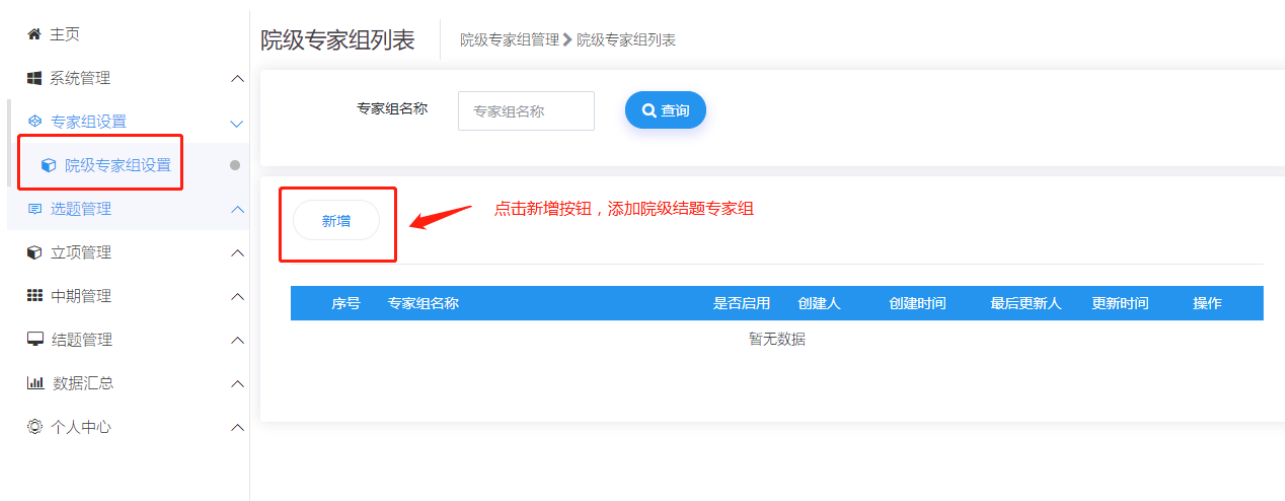 主页
系统管理
专家组设置
院级专家组设置
选题管理
立项管理
中期管理
结题管理
数据汇总
个人中心
院级专家组列表
院级专家组管理 > 院级专家组列表
专家组名称 专家组名称 查询
新增
点击新增按钮，添加院级结题专家组
序号 专家组名称 是否启用 创建人 创建时间 最后更新人 更新时间 操作
暂无数据